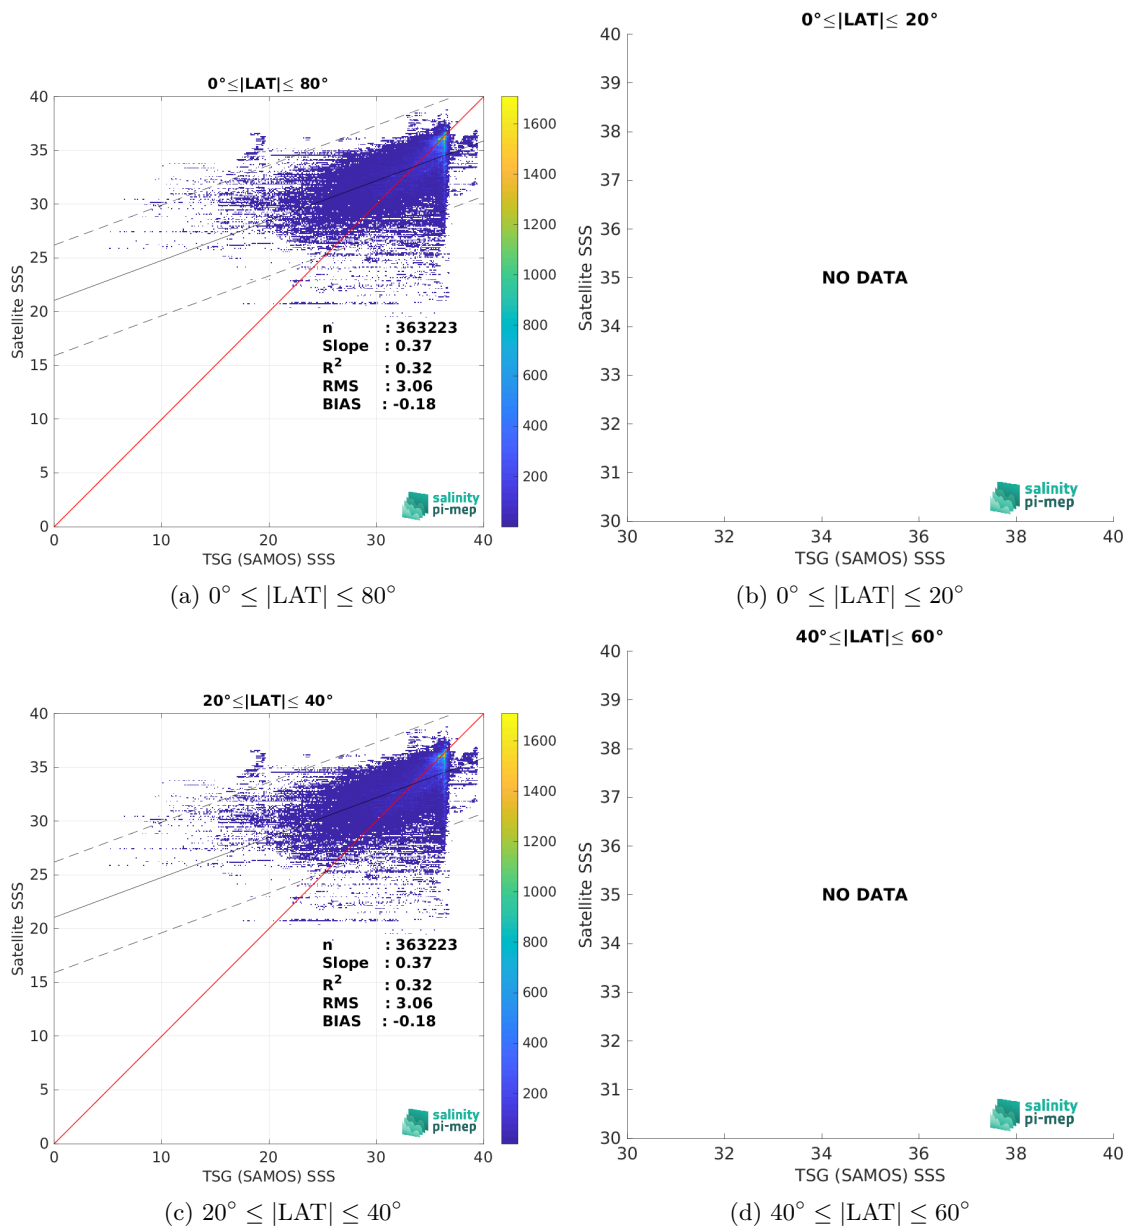 0°≤|LAT|≤ 80°
40
35
30
25
20
15
10
5
0
0
10
20
30
40
Satellite SSS
TSG (SAMOS) SSS
n : 363223
Slope : 0.37
R² : 0.32
RMS : 3.06
BIAS : -0.18
1600
1400
1200
1000
800
600
400
200
salinity
pi-mep
(a) 0° ≤ |LAT| ≤ 80°
0°≤|LAT|≤ 20°
40
39
38
37
36
35
34
33
32
31
30
30
32
34
36
38
40
Satellite SSS
TSG (SAMOS) SSS
NO DATA
salinity
pi-mep
(b) 0° ≤ |LAT| ≤ 20°
20°≤|LAT|≤ 40°
40
35
30
25
20
15
10
5
0
0
10
20
30
40
Satellite SSS
TSG (SAMOS) SSS
n : 363223
Slope : 0.37
R² : 0.32
RMS : 3.06
BIAS : -0.18
1600
1400
1200
1000
800
600
400
200
salinity
pi-mep
(c) 20° ≤ |LAT| ≤ 40°
40°≤|LAT|≤ 60°
40
39
38
37
36
35
34
33
32
31
30
30
32
34
36
38
40
Satellite SSS
TSG (SAMOS) SSS
NO DATA
salinity
pi-mep
(d) 40° ≤ |LAT| ≤ 60°